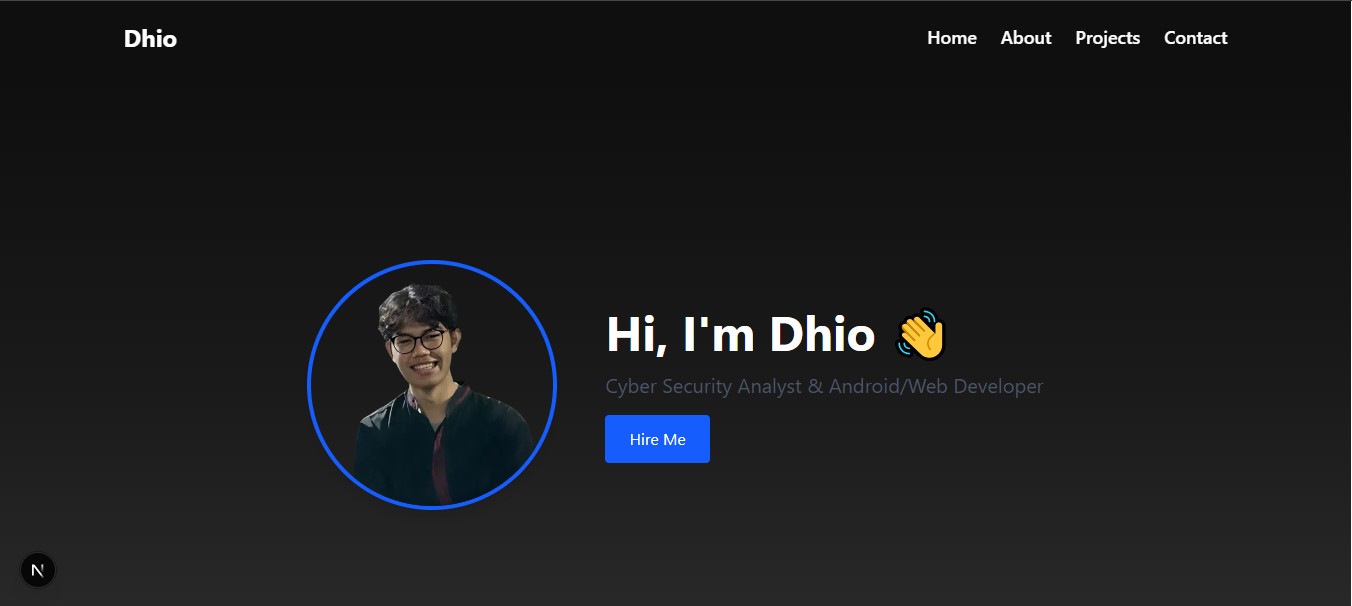 Dhio
Home About Projects Contact
Hi, I'm Dhio 👋
Cyber Security Analyst & Android/Web Developer
Hire Me
N